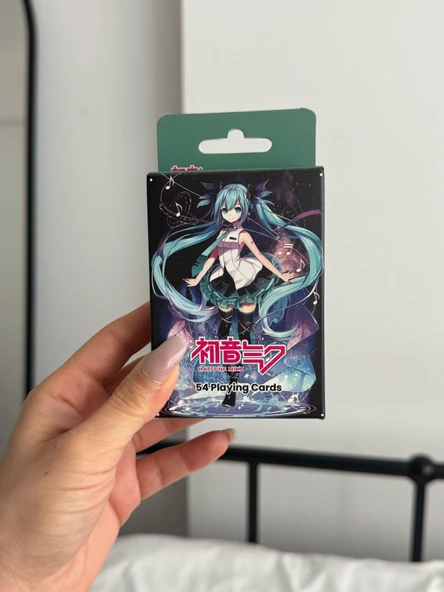 初音ミク
HATSUNE MIKU
54 Playing Cards